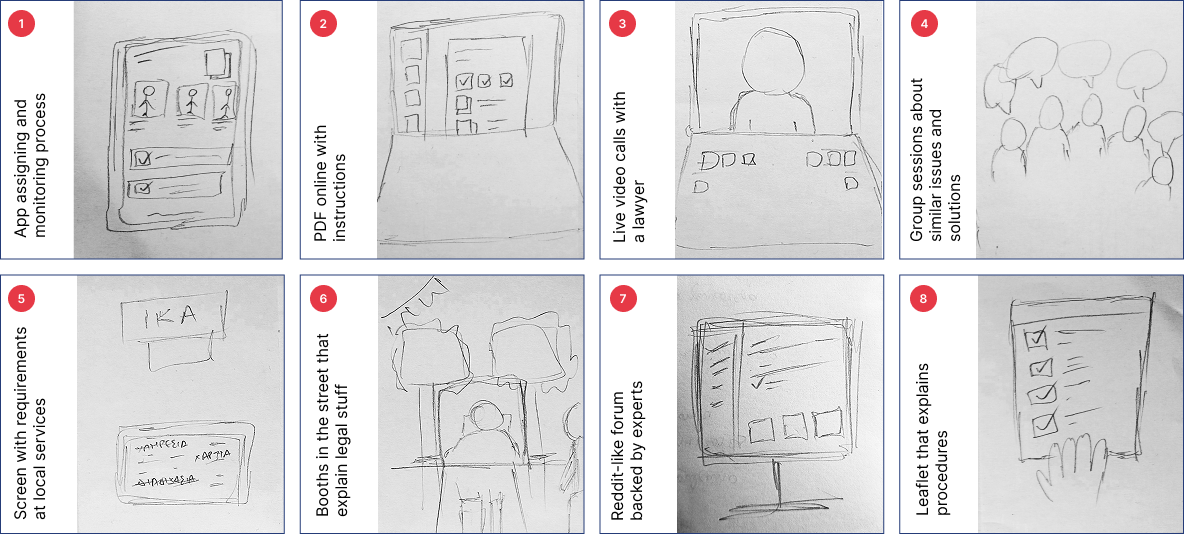 1
App assigning and
monitoring process
2
PDF online with
instructions
3
Live video calls with
a lawyer
4
Group sessions about
similar issues and
solutions
5
Screen with requirements
at local services
IKA
ΧΑΡΤΙΑ
6
Booths in the street that
explain legal stuff
7
Reddit-like forum
backed by experts
8
Leaflet that explains
procedures